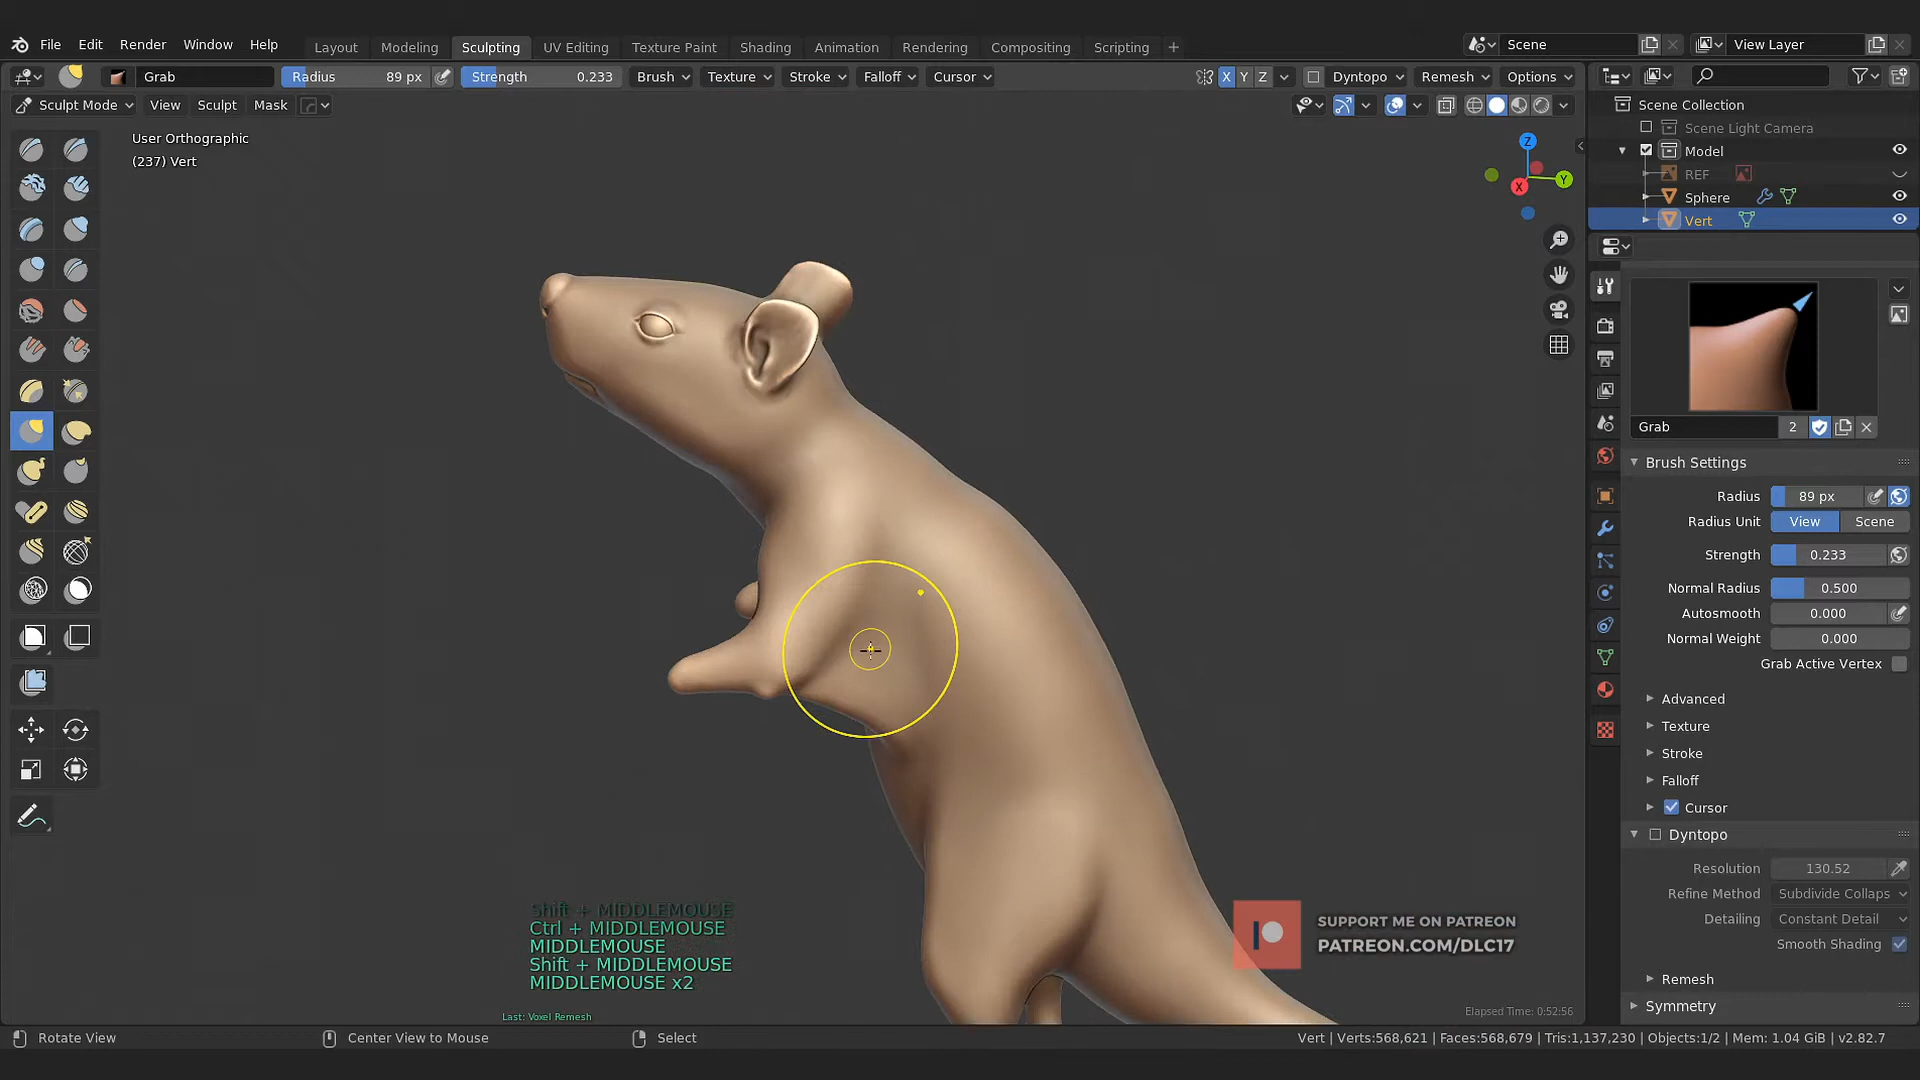 File Edit Render Window Help Layout Modeling Sculpting UV Editing Texture Paint Shading Animation Rendering Compositing Scripting + Scene View Layer
Grab Radius 89 px Strength 0.233 Brush Texture Stroke Falloff Cursor X Y Z Dyntopo Remesh Options
Sculpt Mode View Sculpt Mask
User Orthographic
(237) Vert
Z
X
Y
Scene Collection
Scene Light Camera
Model
REF
Sphere
Vert
Grab 2
Brush Settings
Radius 89 px
Radius Unit View Scene
Strength 0.233
Normal Radius 0.500
Autosmooth 0.000
Normal Weight 0.000
Grab Active Vertex
Advanced
Texture
Stroke
Falloff
Cursor
Dyntopo
Resolution 130.52
Refine Method Subdivide Collaps
Detailing Constant Detail
Smooth Shading
Remesh
Symmetry
Shift + MIDDLEMOUSE
Ctrl + MIDDLEMOUSE
MIDDLEMOUSE
Shift + MIDDLEMOUSE
MIDDLEMOUSE x2
Last: Voxel Remesh
SUPPORT ME ON PATREON
PATREON.COM/DLC17
Elapsed Time: 0:52:56
Rotate View Center View to Mouse Select Vert | Verts:568,621 | Faces:568,679 | Tris:1,137,230 | Objects:1/2 | Mem: 1.04 GiB | v2.82.7